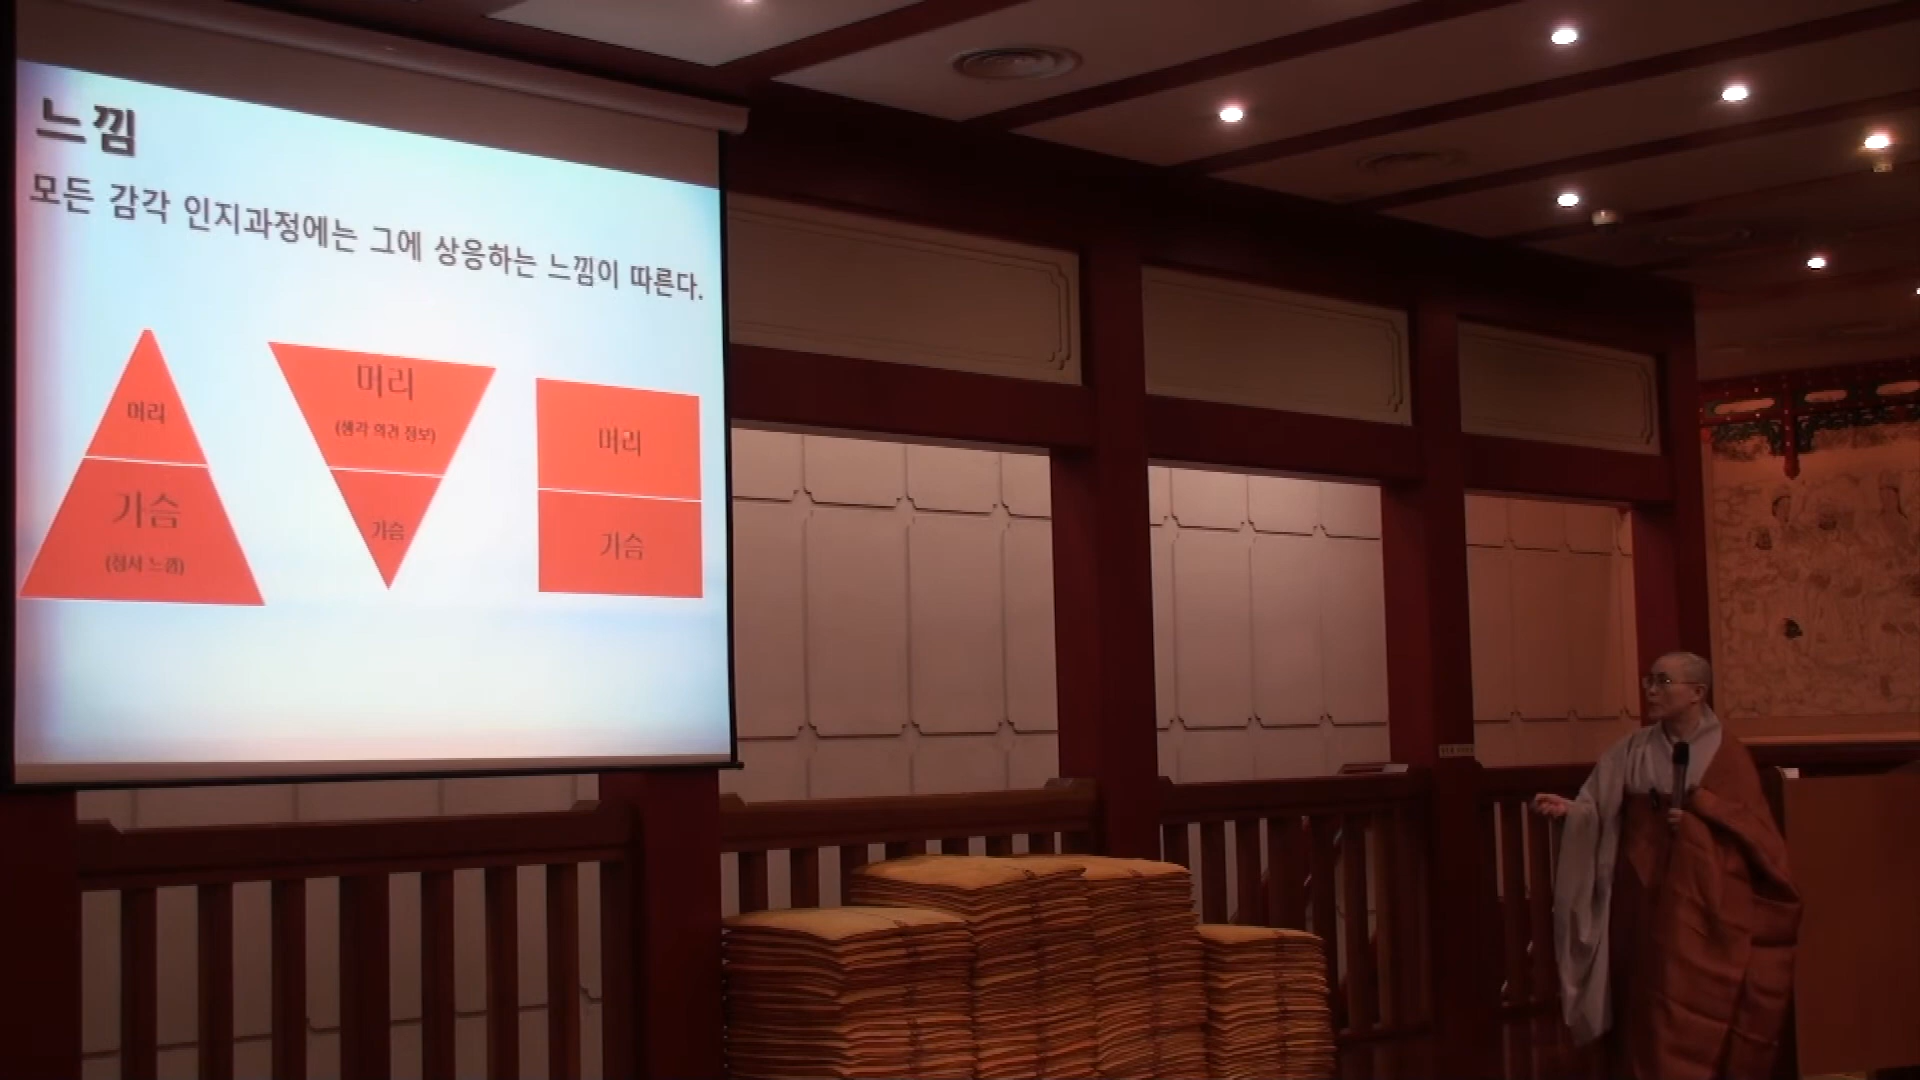 느낌
모든 감각 인지과정에는 그에 상응하는 느낌이 따른다.
머리
가슴
(정서 느낌)
머리
(생각 의견 정보)
가슴
머리
가슴